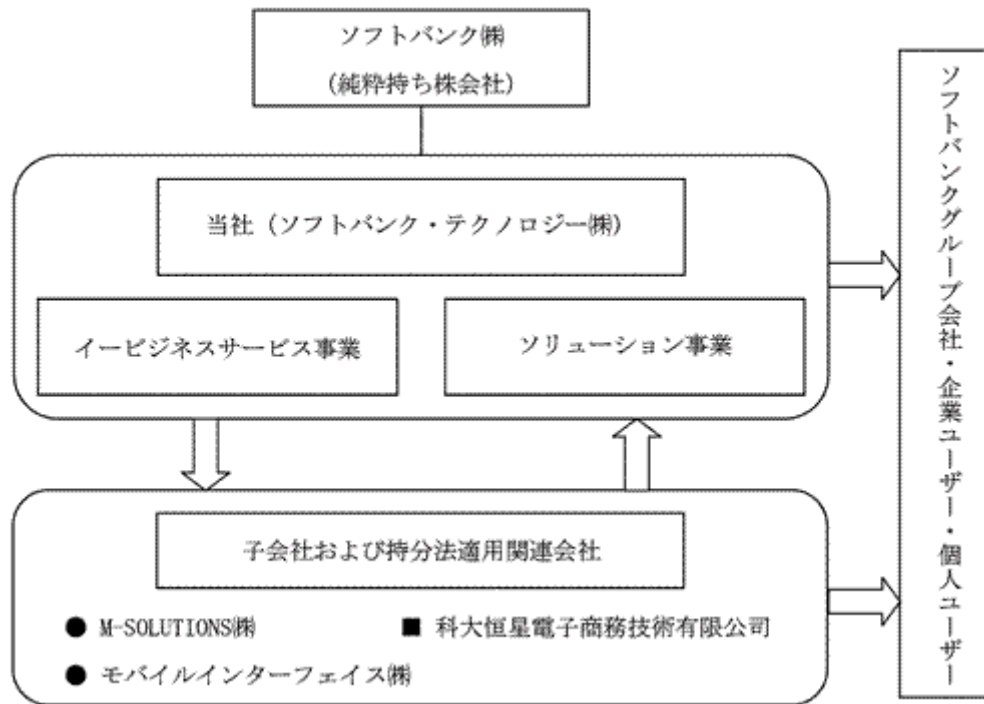 ソフトバンク㈱
(純粋持ち株会社)
当社（ソフトバンク・テクノロジー㈱）
イービジネスサービス事業
ソリューション事業
子会社および持分法適用関連会社
● M-SOLUTIONS㈱
■ 科大恒星電子商務技術有限公司
● モバイルインターフェイス㈱
ソフトバンクグループ会社・企業ユーザー・個人ユーザー